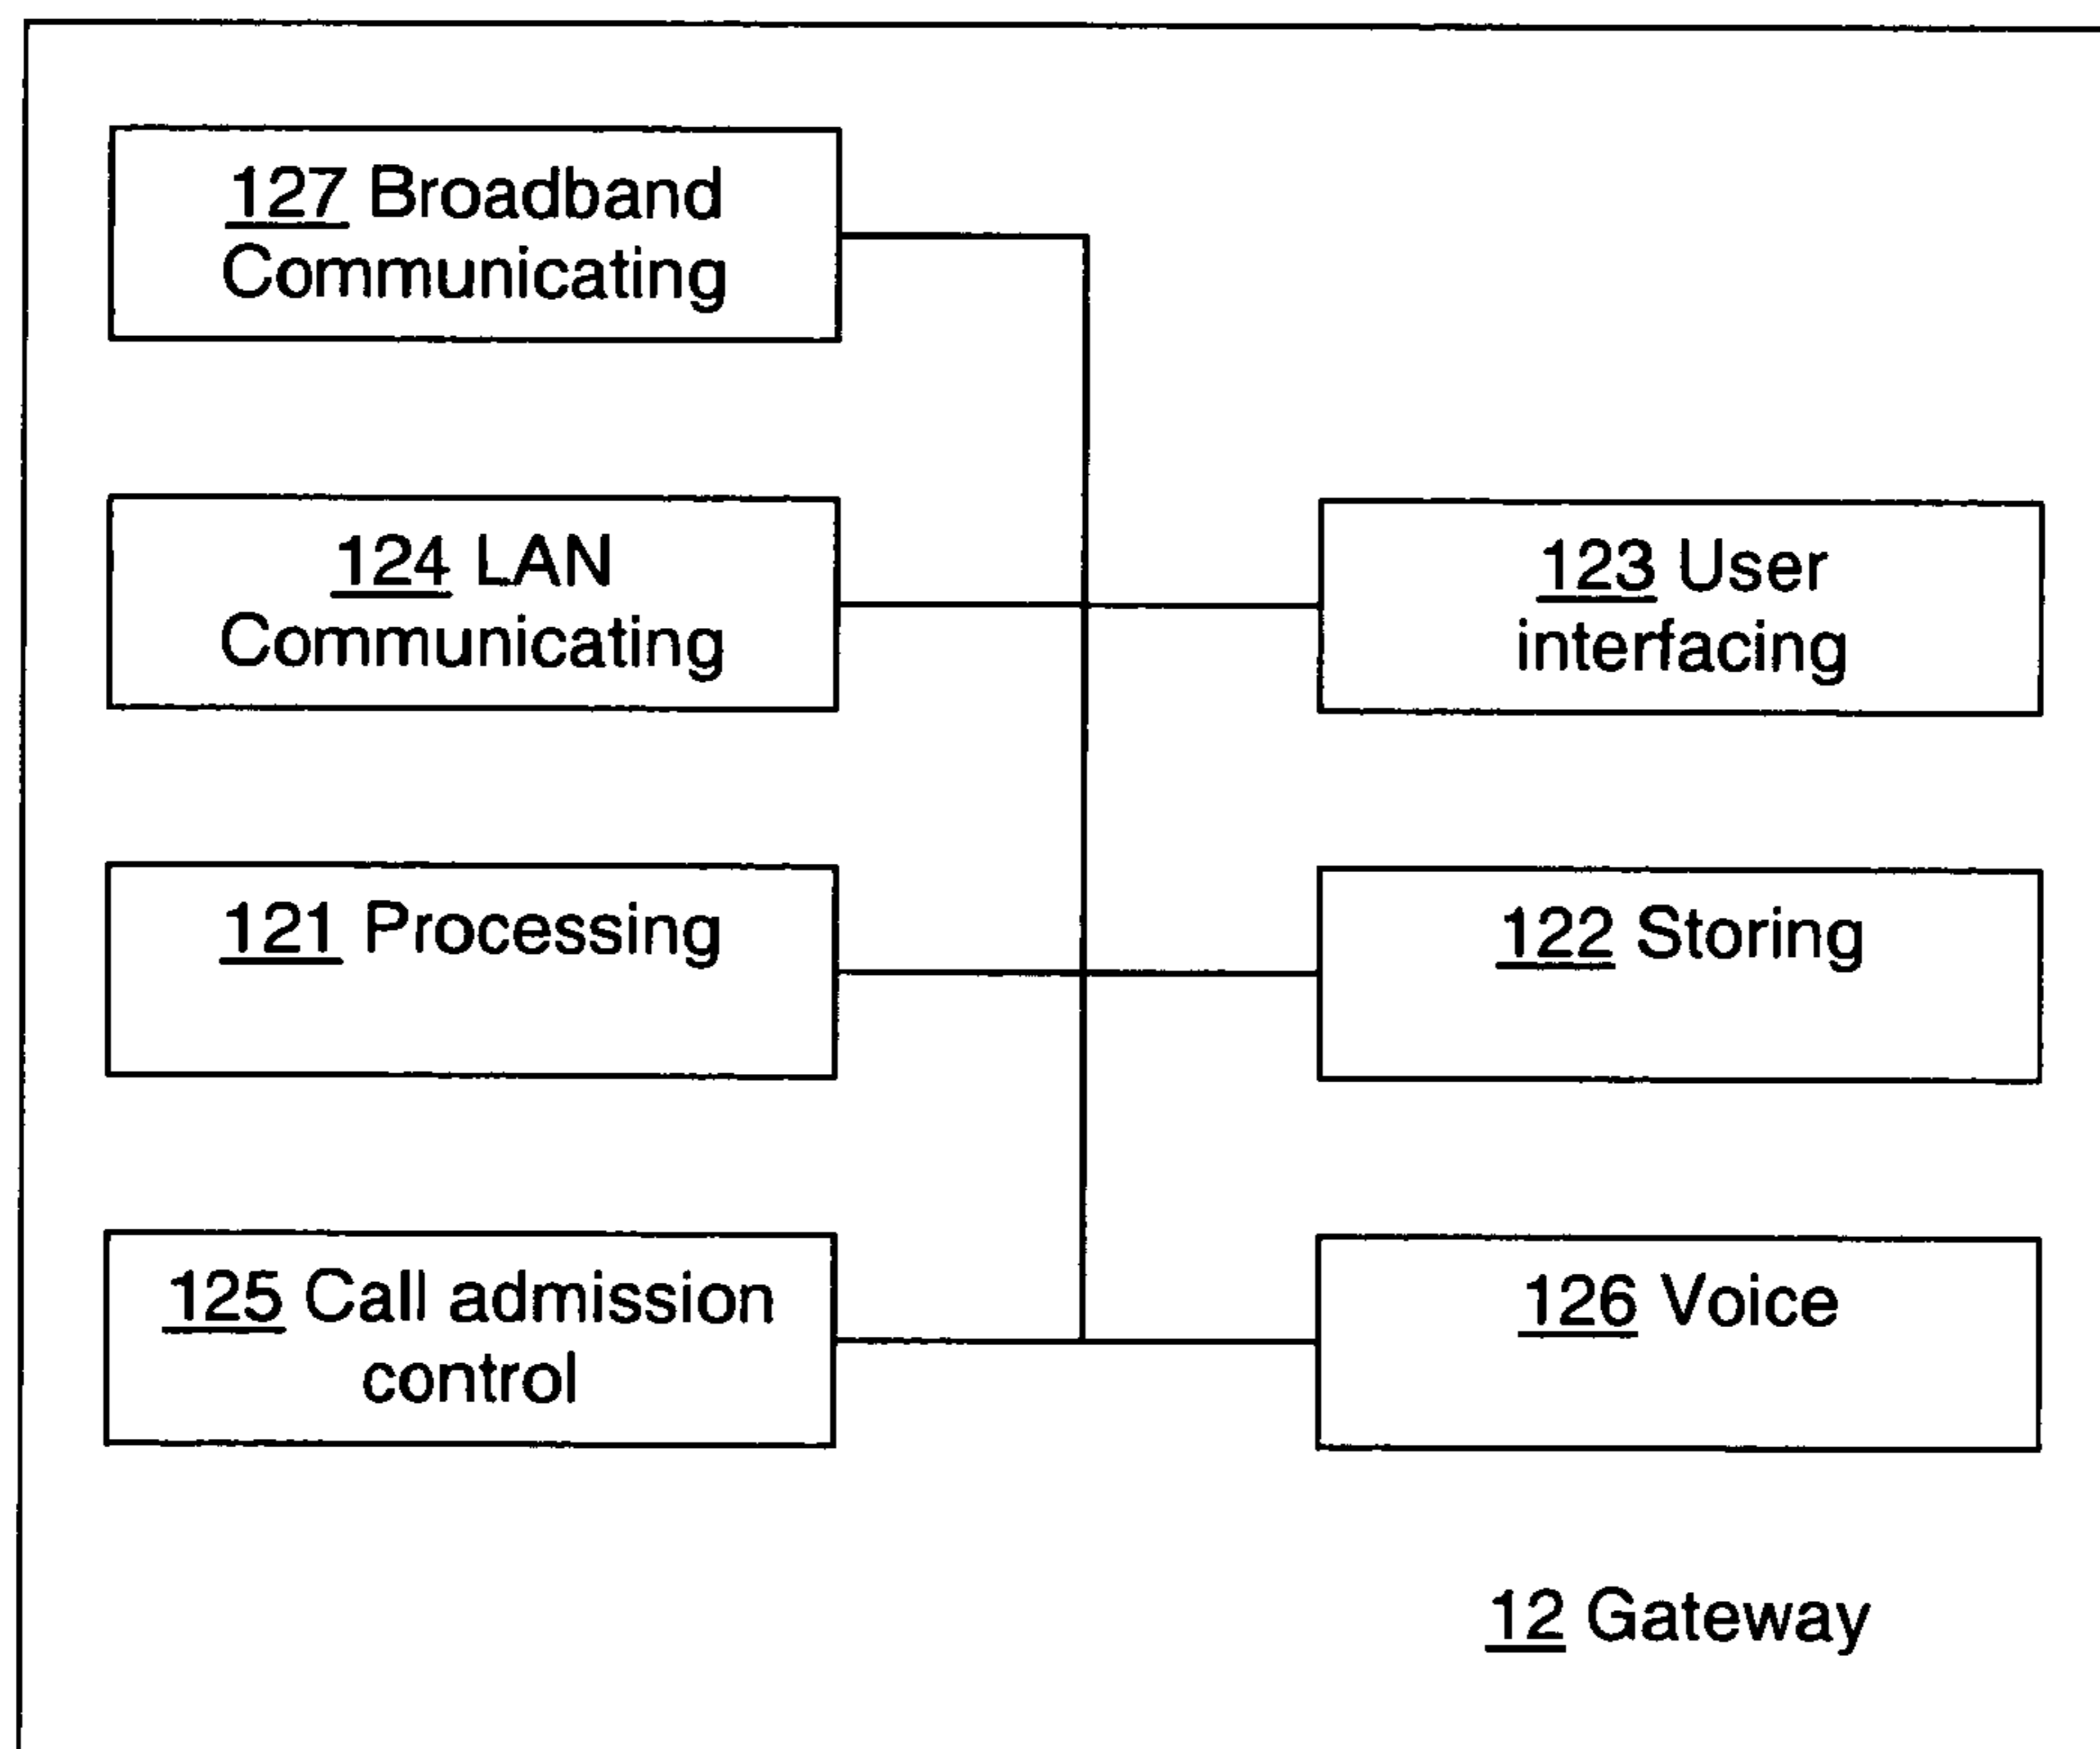 127 Broadband
Communicating
124 LAN
Communicating
123 User
interfacing
121 Processing
122 Storing
125 Call admission
control
126 Voice
12 Gateway